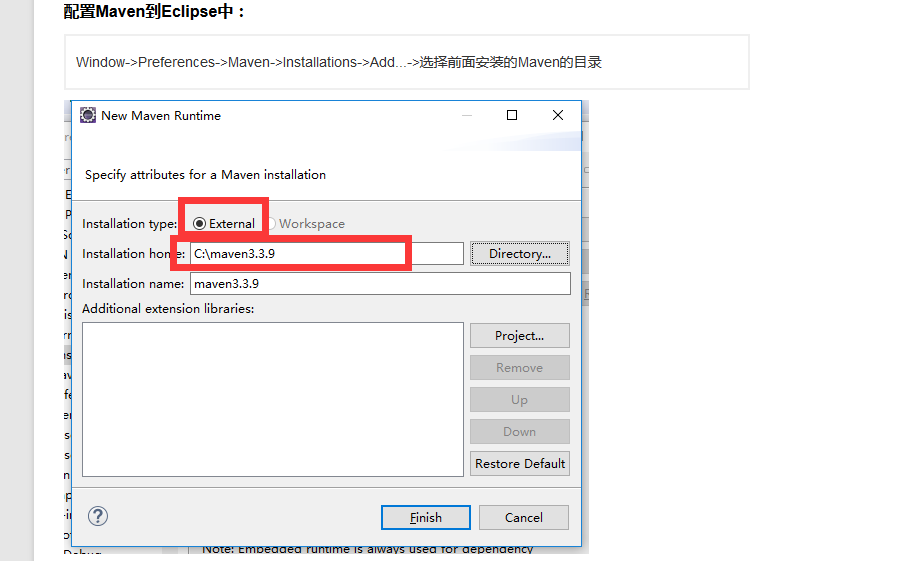 配置Maven到Eclipse中：
Window->Preferences->Maven->Installations->Add...->选择前面安装的Maven的目录
New Maven Runtime
Specify attributes for a Maven installation
Installation type: External Workspace
Installation home: C:\maven3.3.9 Directory...
Installation name: maven3.3.9
Additional extension libraries:
Project...
Remove
Up
Down
Restore Default
Finish Cancel
Note: Embedded runtime is always used for dependency
Debug